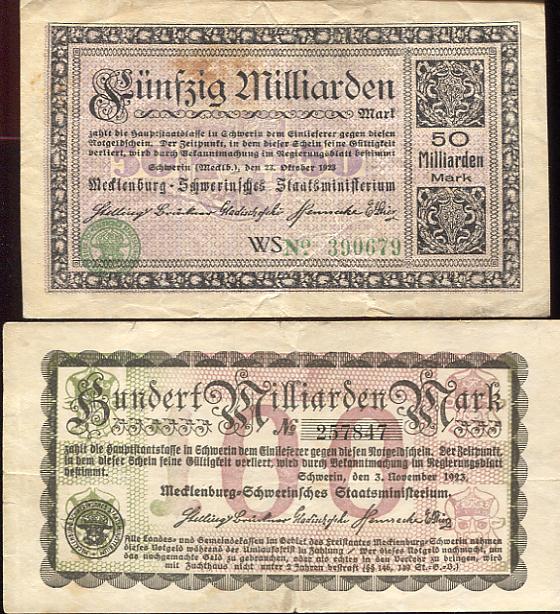 Fünfzig Milliarden
Mark
zahlt die Hauptstaatskasse in Schwerin dem Einlieferer gegen diesen
Notgeldschein. Der Zeitpunkt, in dem dieser Schein seine Gültigkeit
verliert, wird durch Bekanntmachung im Regierungsblatt bestimmt
Schwerin (Mecklb.), den 23. Oktober 1923
Mecklenburg-Schwerinsches Staatsministerium
50
Milliarden
Mark
WS No 390679
Hundert Milliarden Mark
100
No 257847
zahlt die Hauptstaatskasse in Schwerin dem Einlieferer gegen diesen Notgeldschein. Der Zeitpunkt,
in dem dieser Schein seine Gültigkeit verliert, wird durch Bekanntmachung im Regierungsblatt
bestimmt.
Schwerin, den 3. November 1923.
Mecklenburg-Schwerinsches Staatsministerium.
Alle Landes- und Gemeindekassen im Gebiet des Freistaates Mecklenburg-Schwerin nehmen
dieses Notgeld während der Umlaufsfrist in Zahlung / Wer dieses Notgeld nachmacht, um
das nachgemachte Geld zu gebrauchen, oder als echtes in den Verkehr zu bringen, wird
mit Zuchthaus nicht unter 2 Jahren bestraft (§§ 146, 149 St.-G.-B.)